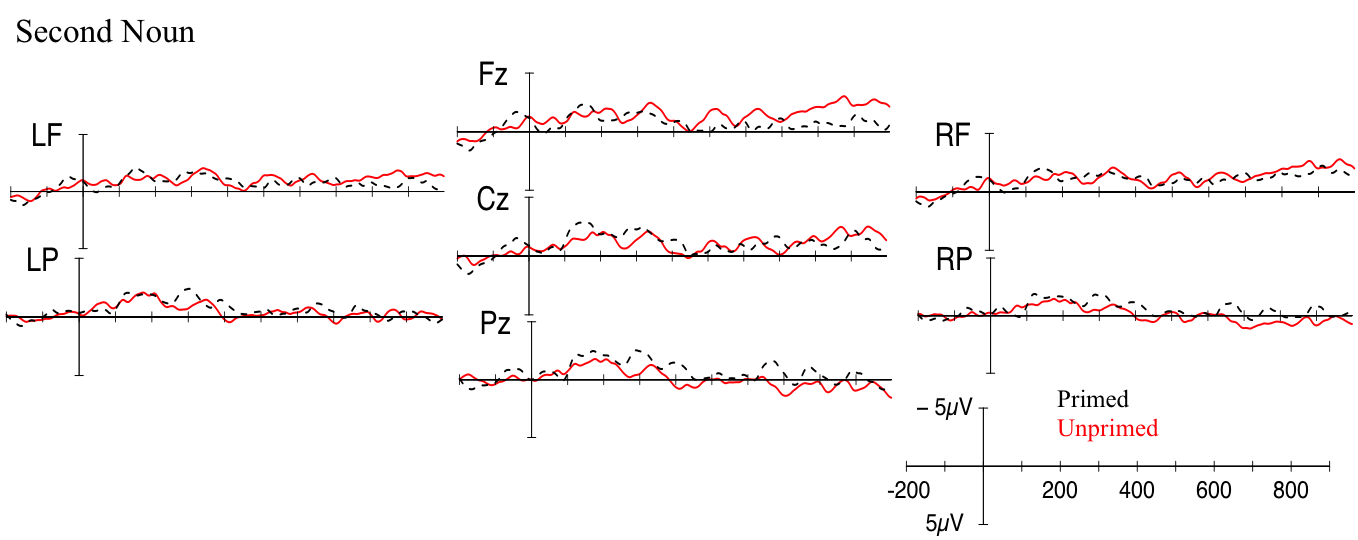 Second Noun
Fz
LF
RF
Cz
LP
RP
Pz
Primed
– 5µV
Unprimed
-200 200 400 600 800
5µV